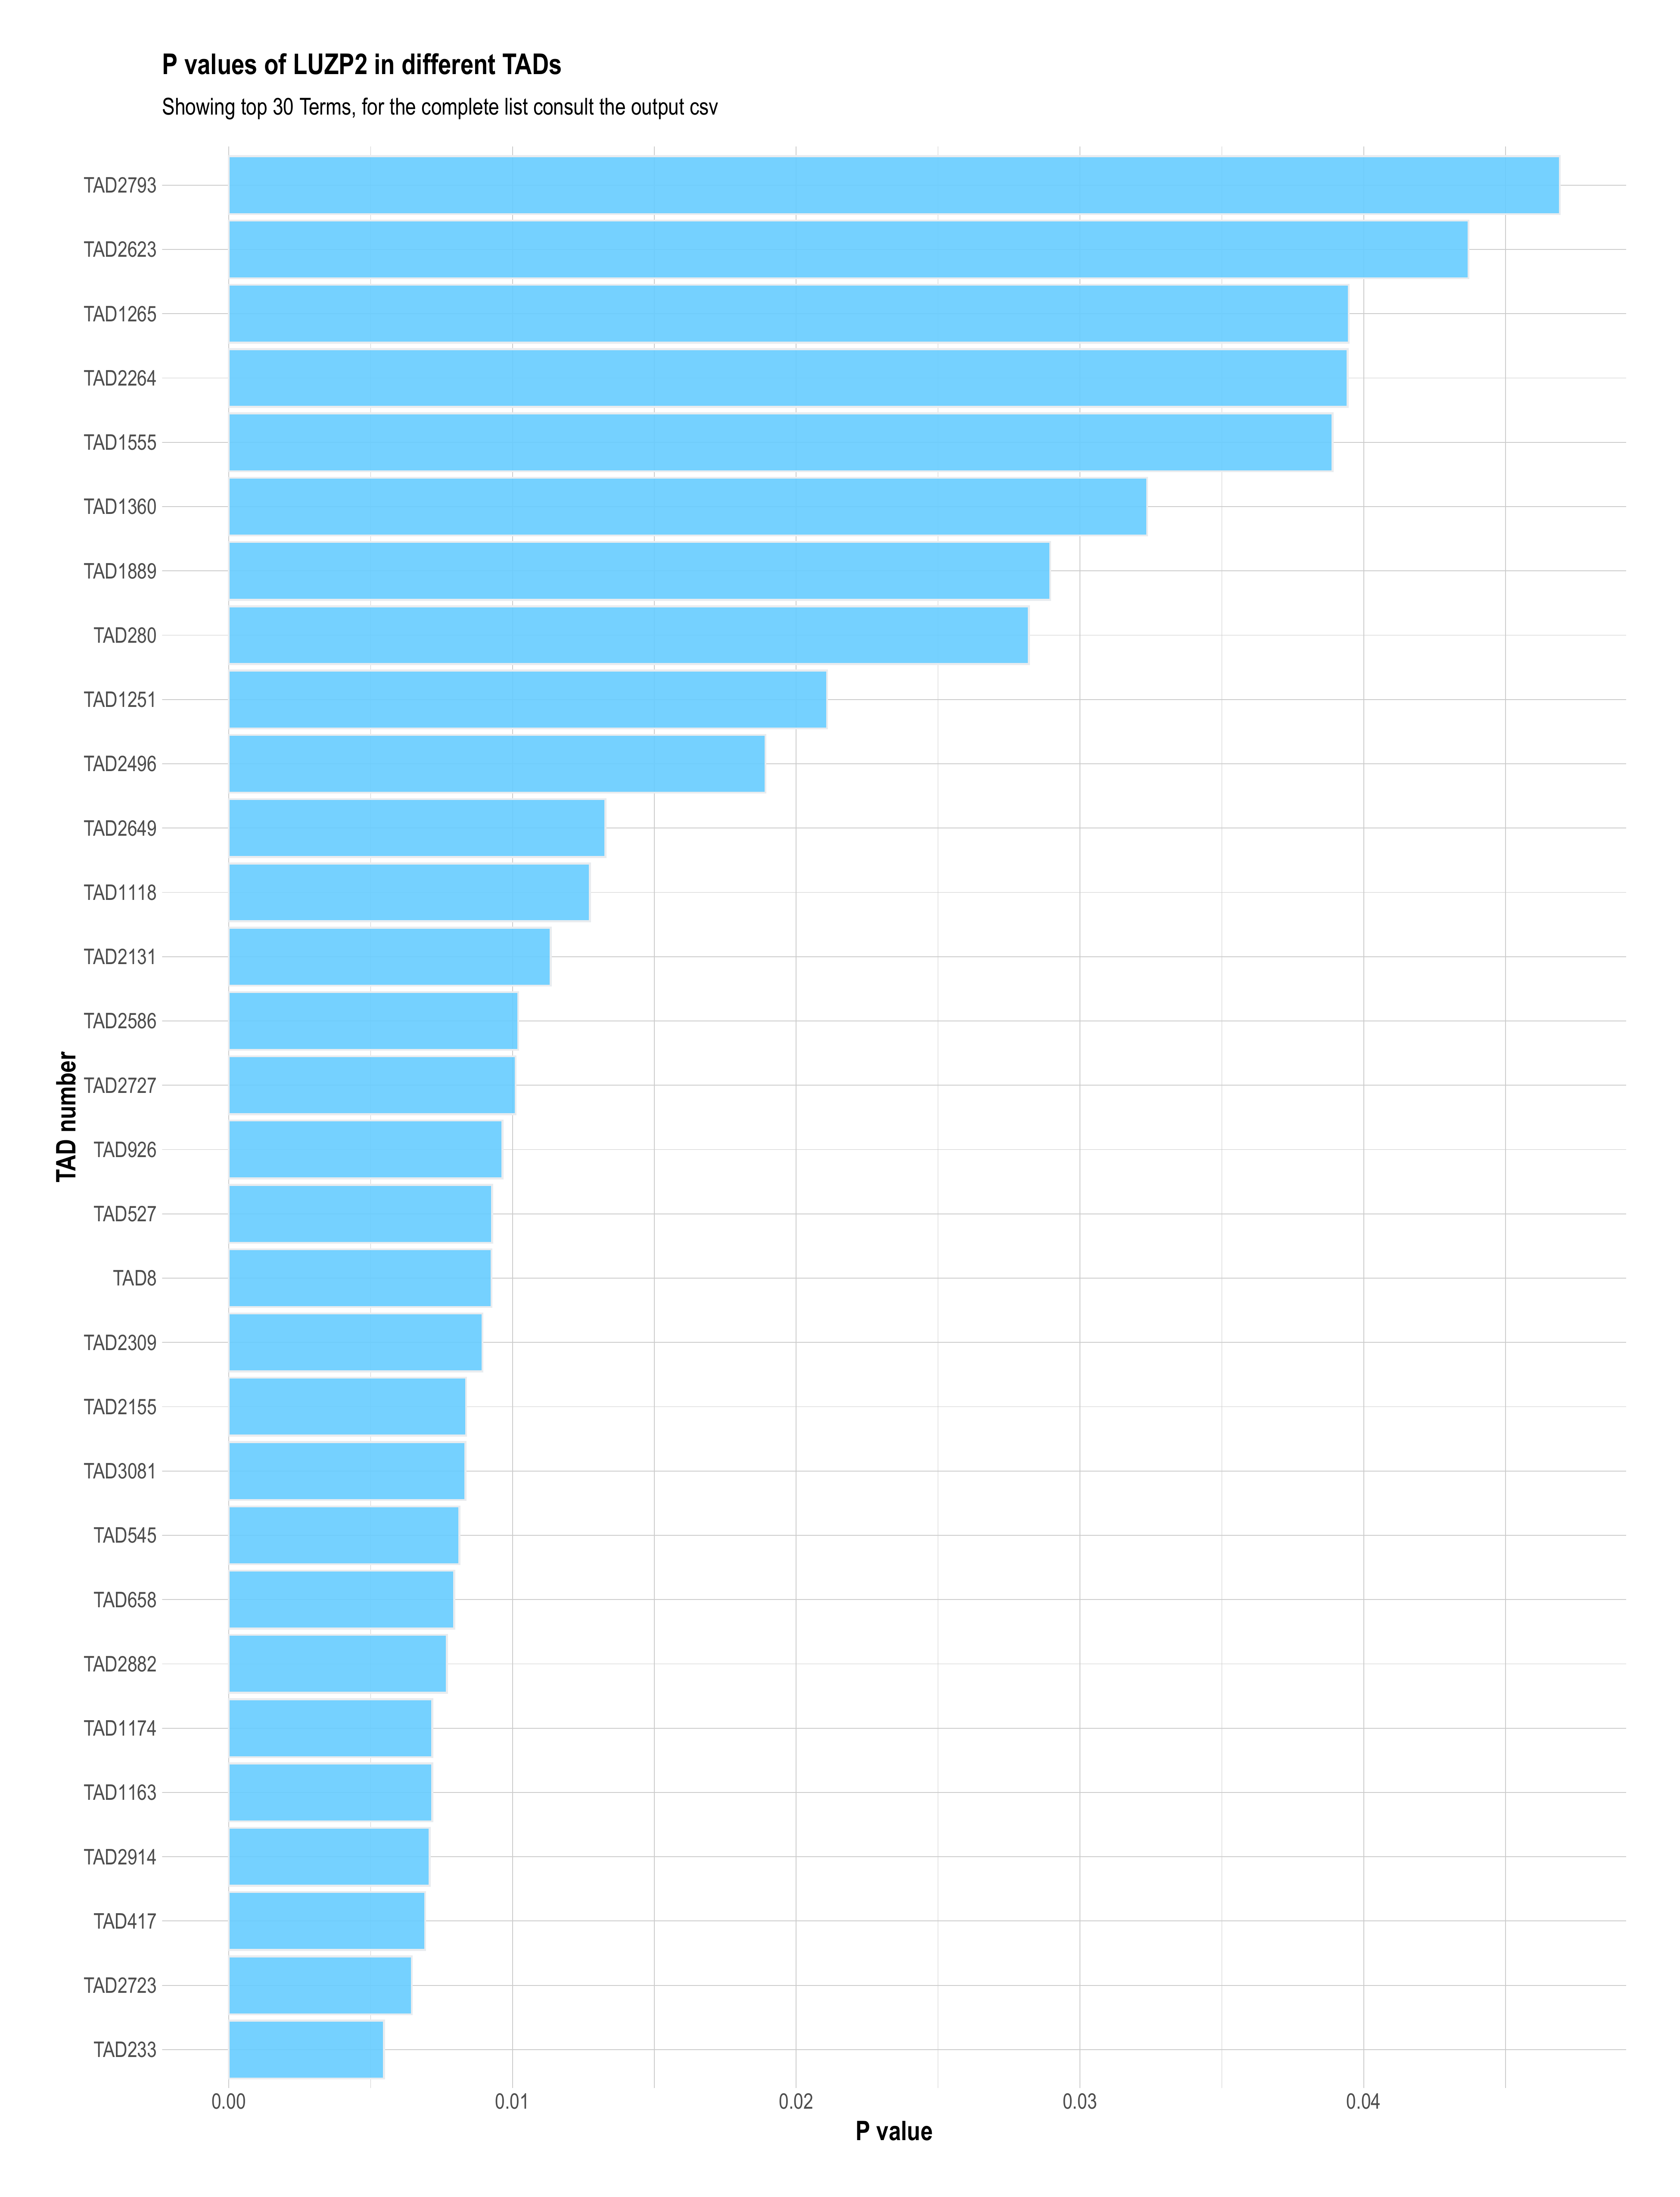 P values of LUZP2 in different TADs
Showing top 30 Terms, for the complete list consult the output csv
TAD2793
TAD2623
TAD1265
TAD2264
TAD1555
TAD1360
TAD1889
TAD280
TAD1251
TAD2496
TAD2649
TAD1118
TAD2131
TAD2586
TAD2727
TAD926
TAD527
TAD8
TAD2309
TAD2155
TAD3081
TAD545
TAD658
TAD2882
TAD1174
TAD1163
TAD2914
TAD417
TAD2723
TAD233
TAD number
0.00 0.01 0.02 0.03 0.04
P value